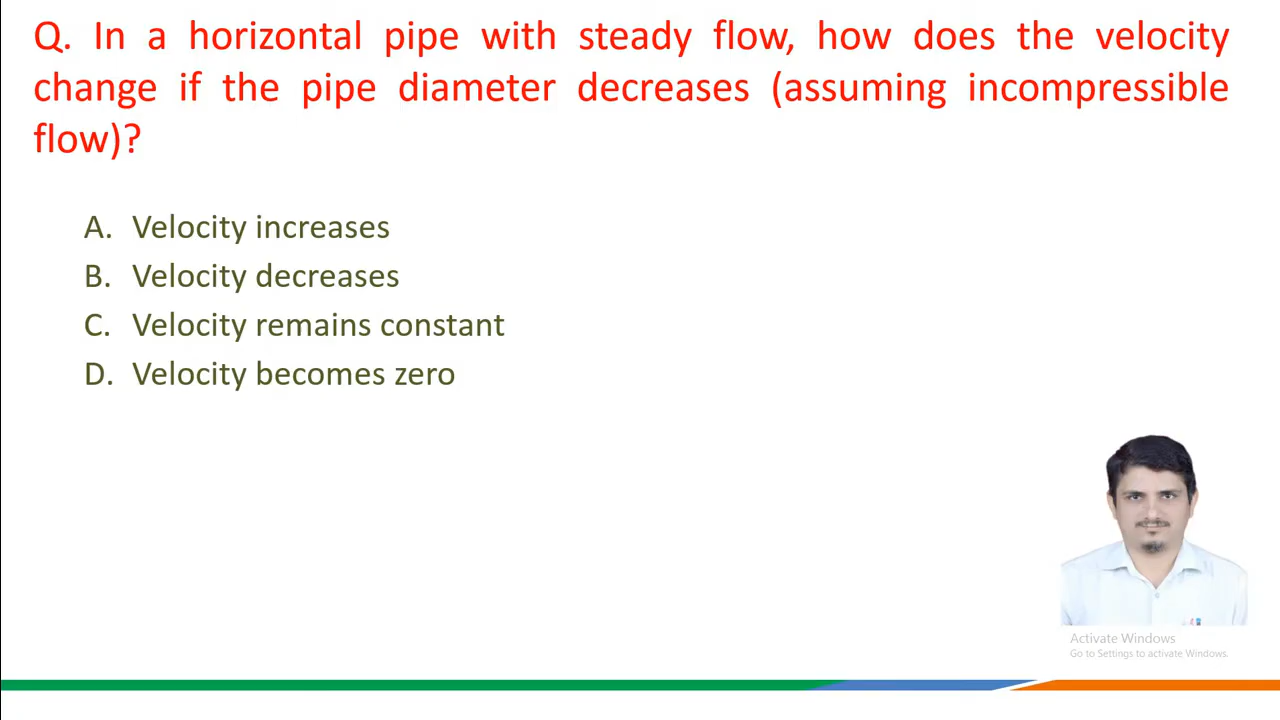 Q. In a horizontal pipe with steady flow, how does the velocity
change if the pipe diameter decreases (assuming incompressible
flow)?
A. Velocity increases
B. Velocity decreases
C. Velocity remains constant
D. Velocity becomes zero
Activate Windows
Go to Settings to activate Windows.